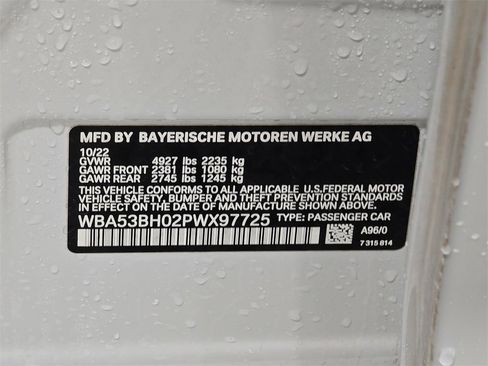 MFD BY BAYERISCHE MOTOREN WERKE AG
10/22
GVWR 4927 lbs 2235 kg
GAWR FRONT 2381 lbs 1080 kg
GAWR REAR 2745 lbs 1245 kg
THIS VEHICLE CONFORMS TO ALL APPLICABLE U.S.FEDERAL MOTOR
VEHICLE SAFETY, BUMPER, AND THEFT PREVENTION STANDARDS
IN EFFECT ON THE DATE OF MANUFACTURE SHOWN ABOVE.
WBA53BH02PWX97725 TYPE: PASSENGER CAR
A96/0
7 315 614